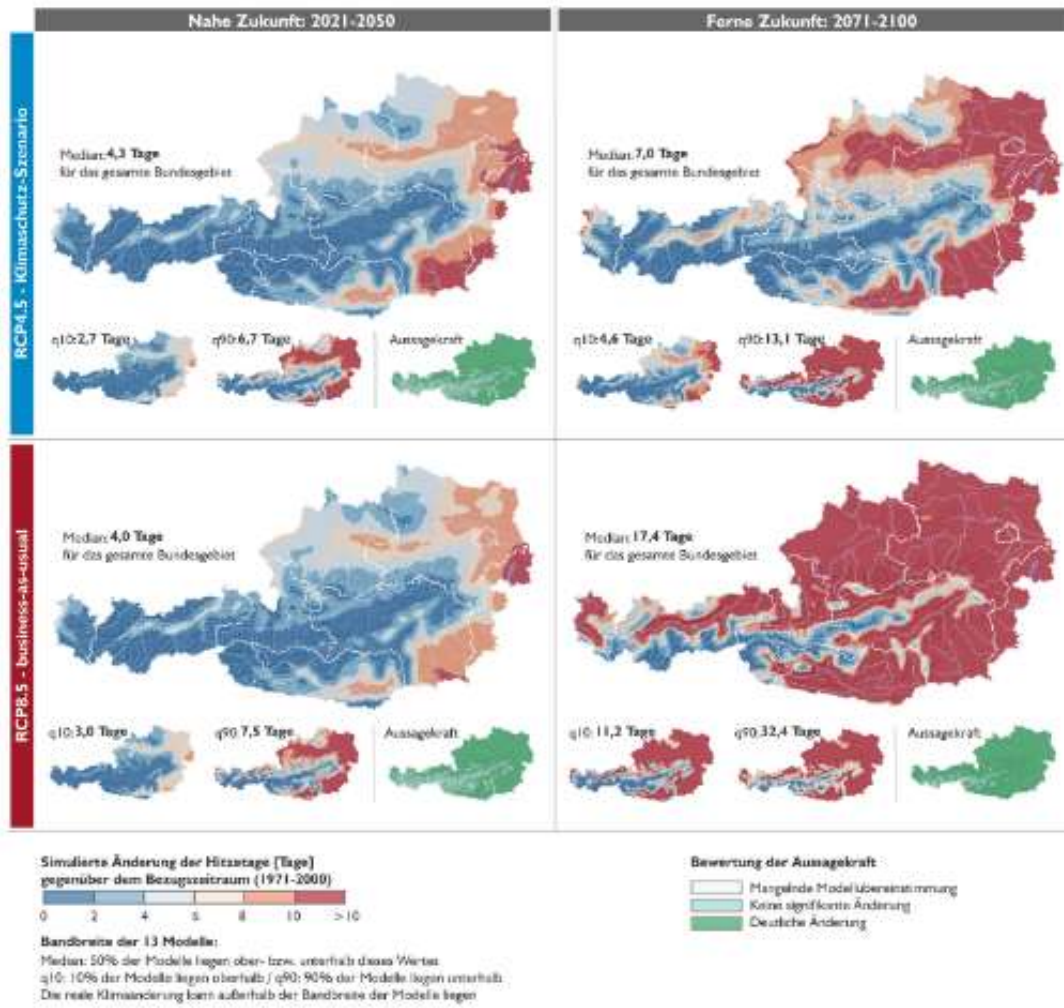 Nahe Zukunft: 2021-2050
Ferne Zukunft: 2071-2100
RCP4.5 - Klimaschutz-Szenario
Median: 4,3 Tage
für das gesamte Bundesgebiet
q10: 2,7 Tage
q90: 6,7 Tage
Aussagekraft
Median: 7,0 Tage
für das gesamte Bundesgebiet
q10: 4,6 Tage
q90: 13,1 Tage
Aussagekraft
RCP8.5 - business-as-usual
Median: 4,0 Tage
für das gesamte Bundesgebiet
q10: 3,0 Tage
q90: 7,5 Tage
Aussagekraft
Median: 17,4 Tage
für das gesamte Bundesgebiet
q10: 11,2 Tage
q90: 32,4 Tage
Aussagekraft
Simulierte Änderung der Hitzetage [Tage]
gegenüber dem Bezugszeitraum (1971-2000)
0 2 4 6 8 10 >10
Bandbreite der 13 Modelle:
Median: 50% der Modelle liegen ober- bzw. unterhalb dieses Wertes
q10: 10% der Modelle liegen oberhalb / q90: 90% der Modelle liegen unterhalb
Die reale Klimaänderung kann außerhalb der Bandbreite der Modelle liegen
Bewertung der Aussagekraft
Mangelnde Modellübereinstimmung
Keine signifikante Änderung
Deutliche Änderung